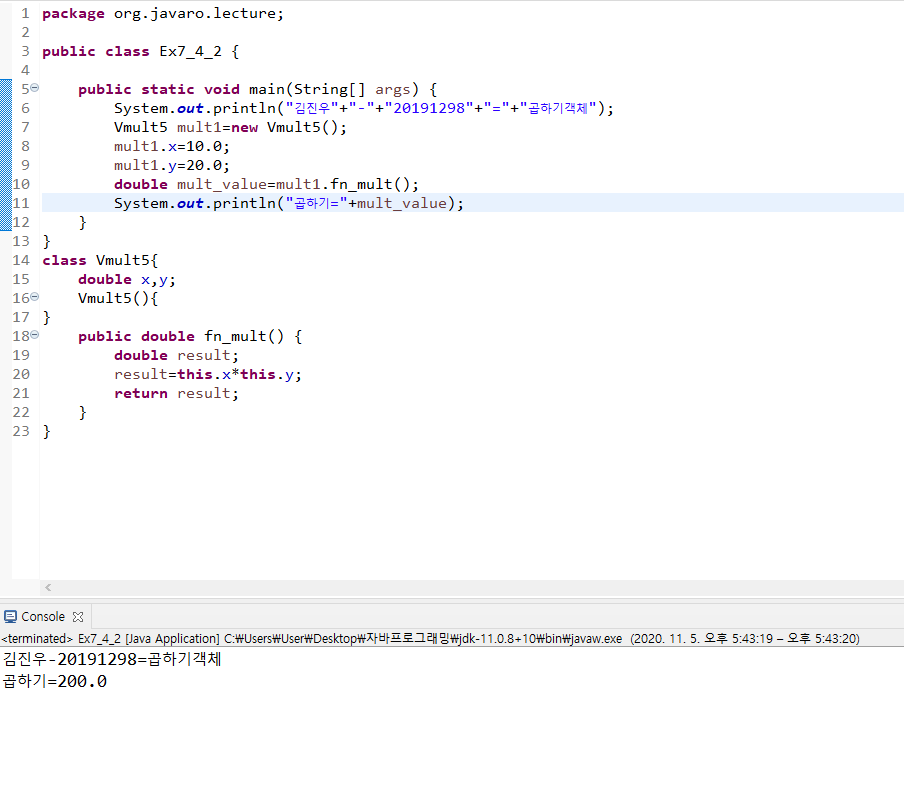 1 package org.javaro.lecture;
2
3 public class Ex7_4_2 {
4
5     public static void main(String[] args) {
6         System.out.println("김진우"+"-"+"20191298"+"="+"곱하기객체");
7         Vmult5 mult1=new Vmult5();
8         mult1.x=10.0;
9         mult1.y=20.0;
10         double mult_value=mult1.fn_mult();
11         System.out.println("곱하기="+mult_value);
12     }
13 }
14 class Vmult5{
15     double x,y;
16     Vmult5(){
17 }
18     public double fn_mult() {
19         double result;
20         result=this.x*this.y;
21         return result;
22     }
23 }
Console
<terminated> Ex7_4_2 [Java Application] C:₩Users₩User₩Desktop₩자바프로그래밍₩jdk-11.0.8+10₩bin₩javaw.exe  (2020. 11. 5. 오후 5:43:19 – 오후 5:43:20)
김진우-20191298=곱하기객체
곱하기=200.0